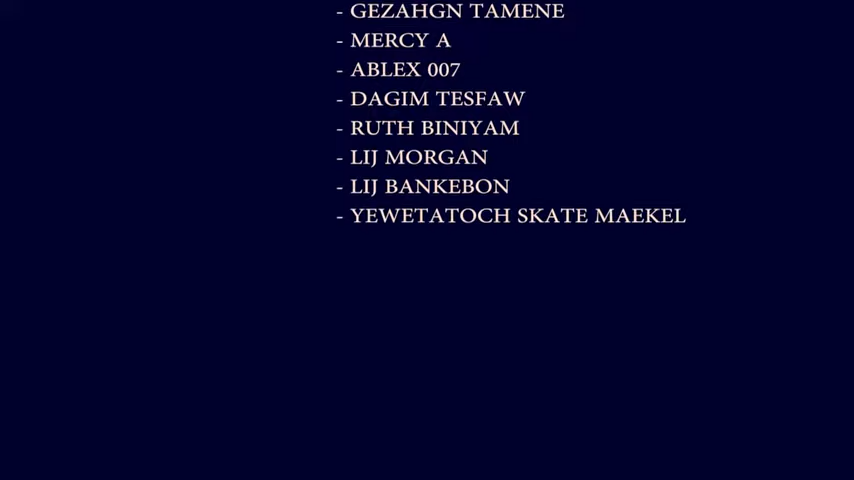 - GEZAHGN TAMENE
- MERCY A
- ABLEX 007
- DAGIM TESFAW
- RUTH BINIYAM
- LIJ MORGAN
- LIJ BANKEBON
- YEWETATOCH SKATE MAEKEL